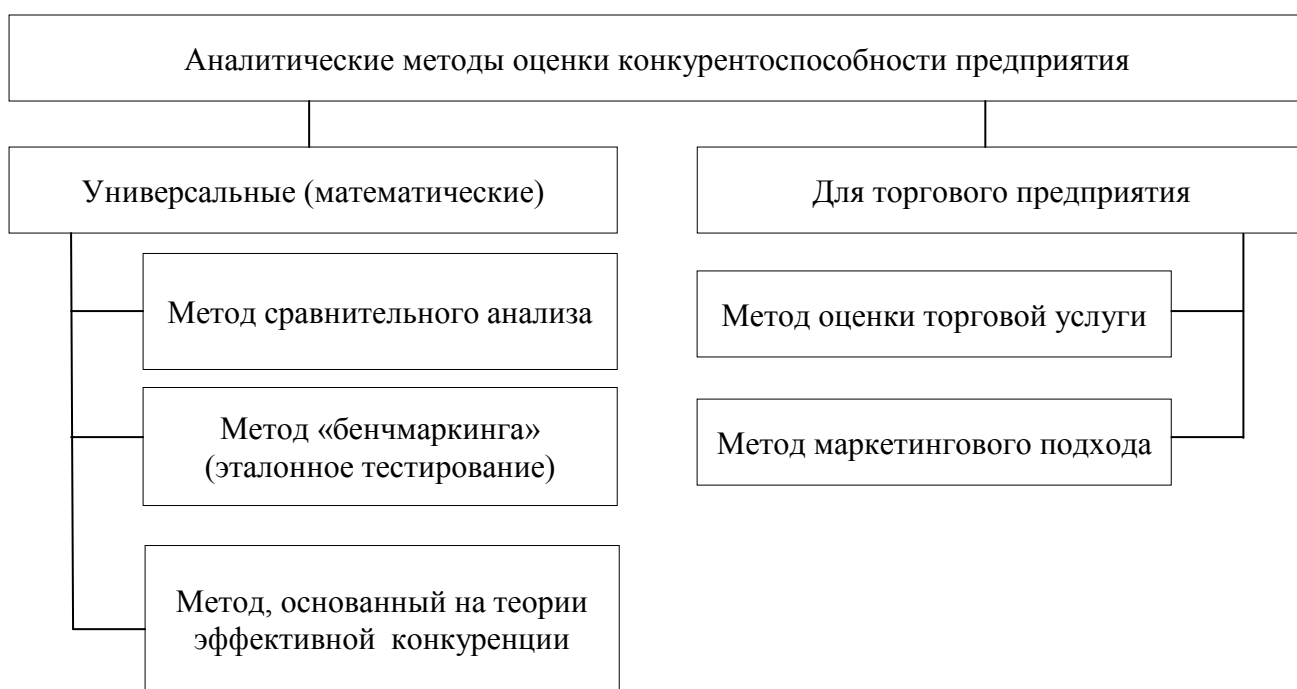 Аналитические методы оценки конкурентоспособности предприятия
Универсальные (математические)
Для торгового предприятия
Метод сравнительного анализа
Метод оценки торговой услуги
Метод «бенчмаркинга»
(эталонное тестирование)
Метод маркетингового подхода
Метод, основанный на теории
эффективной конкуренции